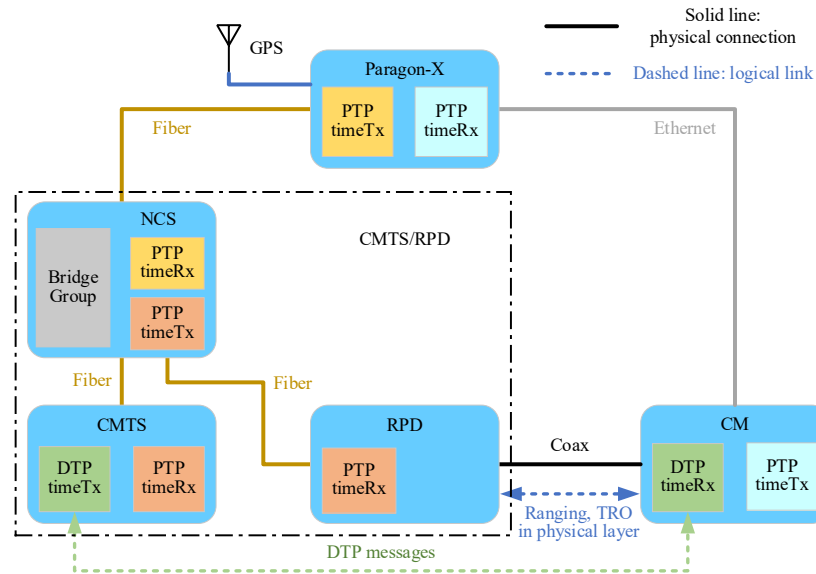 GPS
Solid line:
physical connection
Dashed line: logical link
Paragon-X
PTP
timeTx
PTP
timeRx
Fiber
Ethernet
NCS
Bridge
Group
PTP
timeRx
PTP
timeTx
CMTS/RPD
Fiber
Fiber
CMTS
DTP
timeTx
PTP
timeRx
RPD
PTP
timeRx
Coax
CM
DTP
timeRx
PTP
timeTx
Ranging, TRO
in physical layer
DTP messages